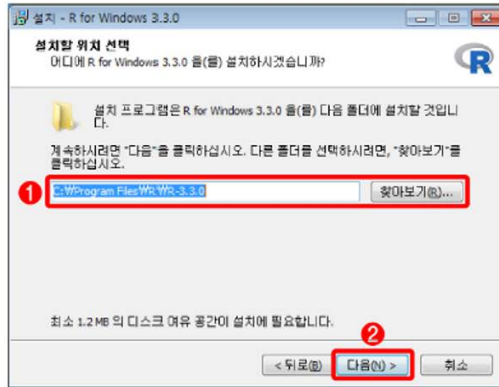 설치 - R for Windows 3.3.0
설치할 위치 선택
어디에 R for Windows 3.3.0 을(를) 설치하시겠습니까?
R
설치 프로그램은 R for Windows 3.3.0 을(를) 다음 폴더에 설치할 것입니
다.
계속하시려면 "다음"을 클릭하십시오. 다른 폴더를 선택하시려면, "찾아보기"를
클릭하십시오.
1 C:₩Program Files₩R₩R-3.3.0 찾아보기(R)...
최소 1.2 MB 의 디스크 여유 공간이 설치에 필요합니다.
2
< 뒤로(B) 다음(N) > 취소